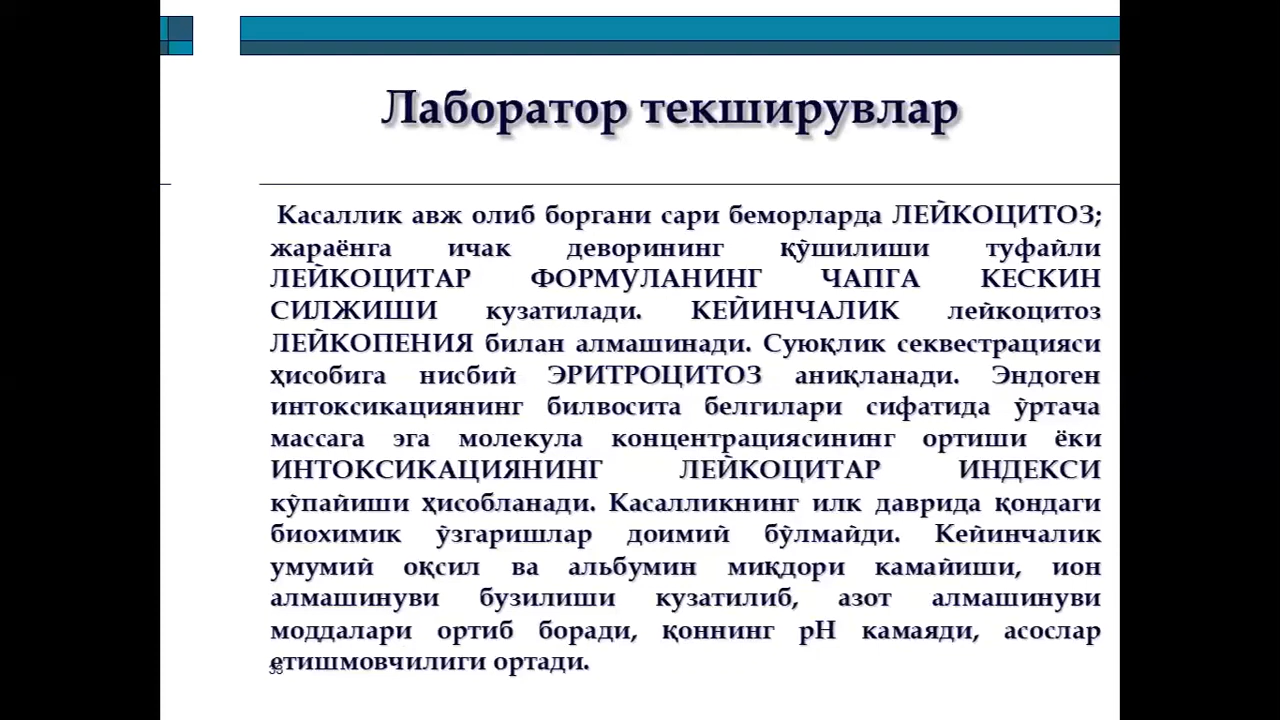 Лаборатор текширувлар
Касаллик авж олиб боргани сари беморларда ЛЕЙКОЦИТОЗ;
жараёнга ичак деворининг қўшилиши туфайли
ЛЕЙКОЦИТАР ФОРМУЛАНИНГ ЧАПГА КЕСКИН
СИЛЖИШИ кузатилади. КЕЙИНЧАЛИК лейкоцитоз
ЛЕЙКОПЕНИЯ билан алмашинади. Суюқлик секвестрацияси
ҳисобига нисбий ЭРИТРОЦИТОЗ аниқланади. Эндоген
интоксикациянинг билвосита белгилари сифатида ўртача
массага эга молекула концентрациясининг ортиши ёки
ИНТОКСИКАЦИЯНИНГ ЛЕЙКОЦИТАР ИНДЕКСИ
кўпайиши ҳисобланади. Касалликнинг илк даврида қондаги
биохимик ўзгаришлар доимий бўлмайди. Кейинчалик
умумий оқсил ва альбумин миқдори камайиши, ион
алмашинуви бузилиши кузатилиб, азот алмашинуви
моддалари ортиб боради, қоннинг рН камаяди, асослар
етишмовчилиги ортади.
33